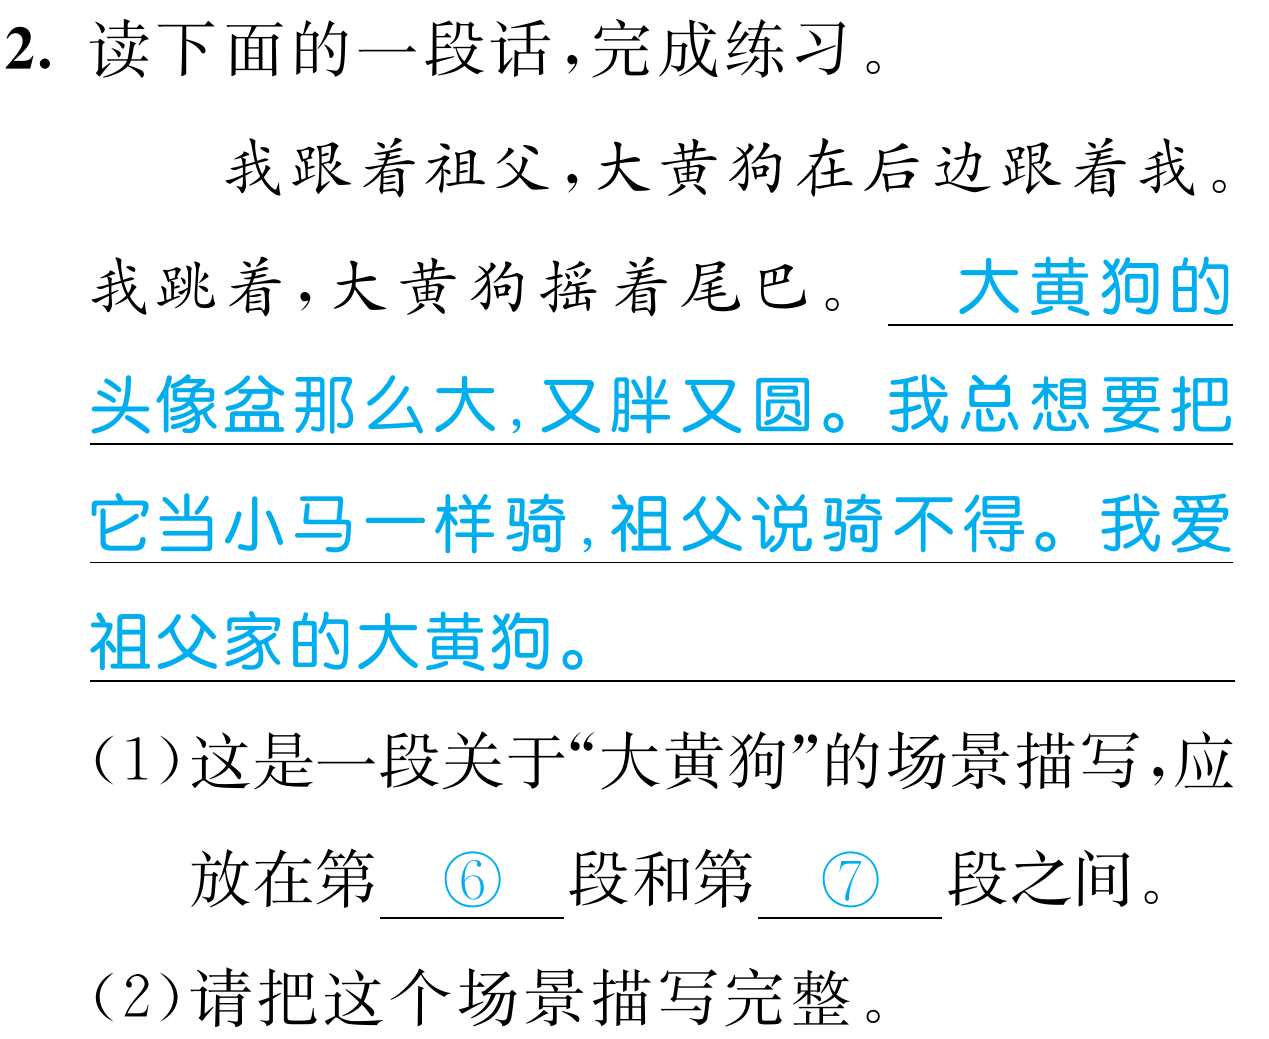 2. 读下面的一段话,完成练习。
我跟着祖父,大黄狗在后边跟着我。
我跳着,大黄狗摇着尾巴。 大黄狗的
头像盆那么大,又胖又圆。我总想要把
它当小马一样骑,祖父说骑不得。我爱
祖父家的大黄狗。
(1)这是一段关于“大黄狗”的场景描写,应
放在第 ⑥ 段和第 ⑦ 段之间。
(2)请把这个场景描写完整。